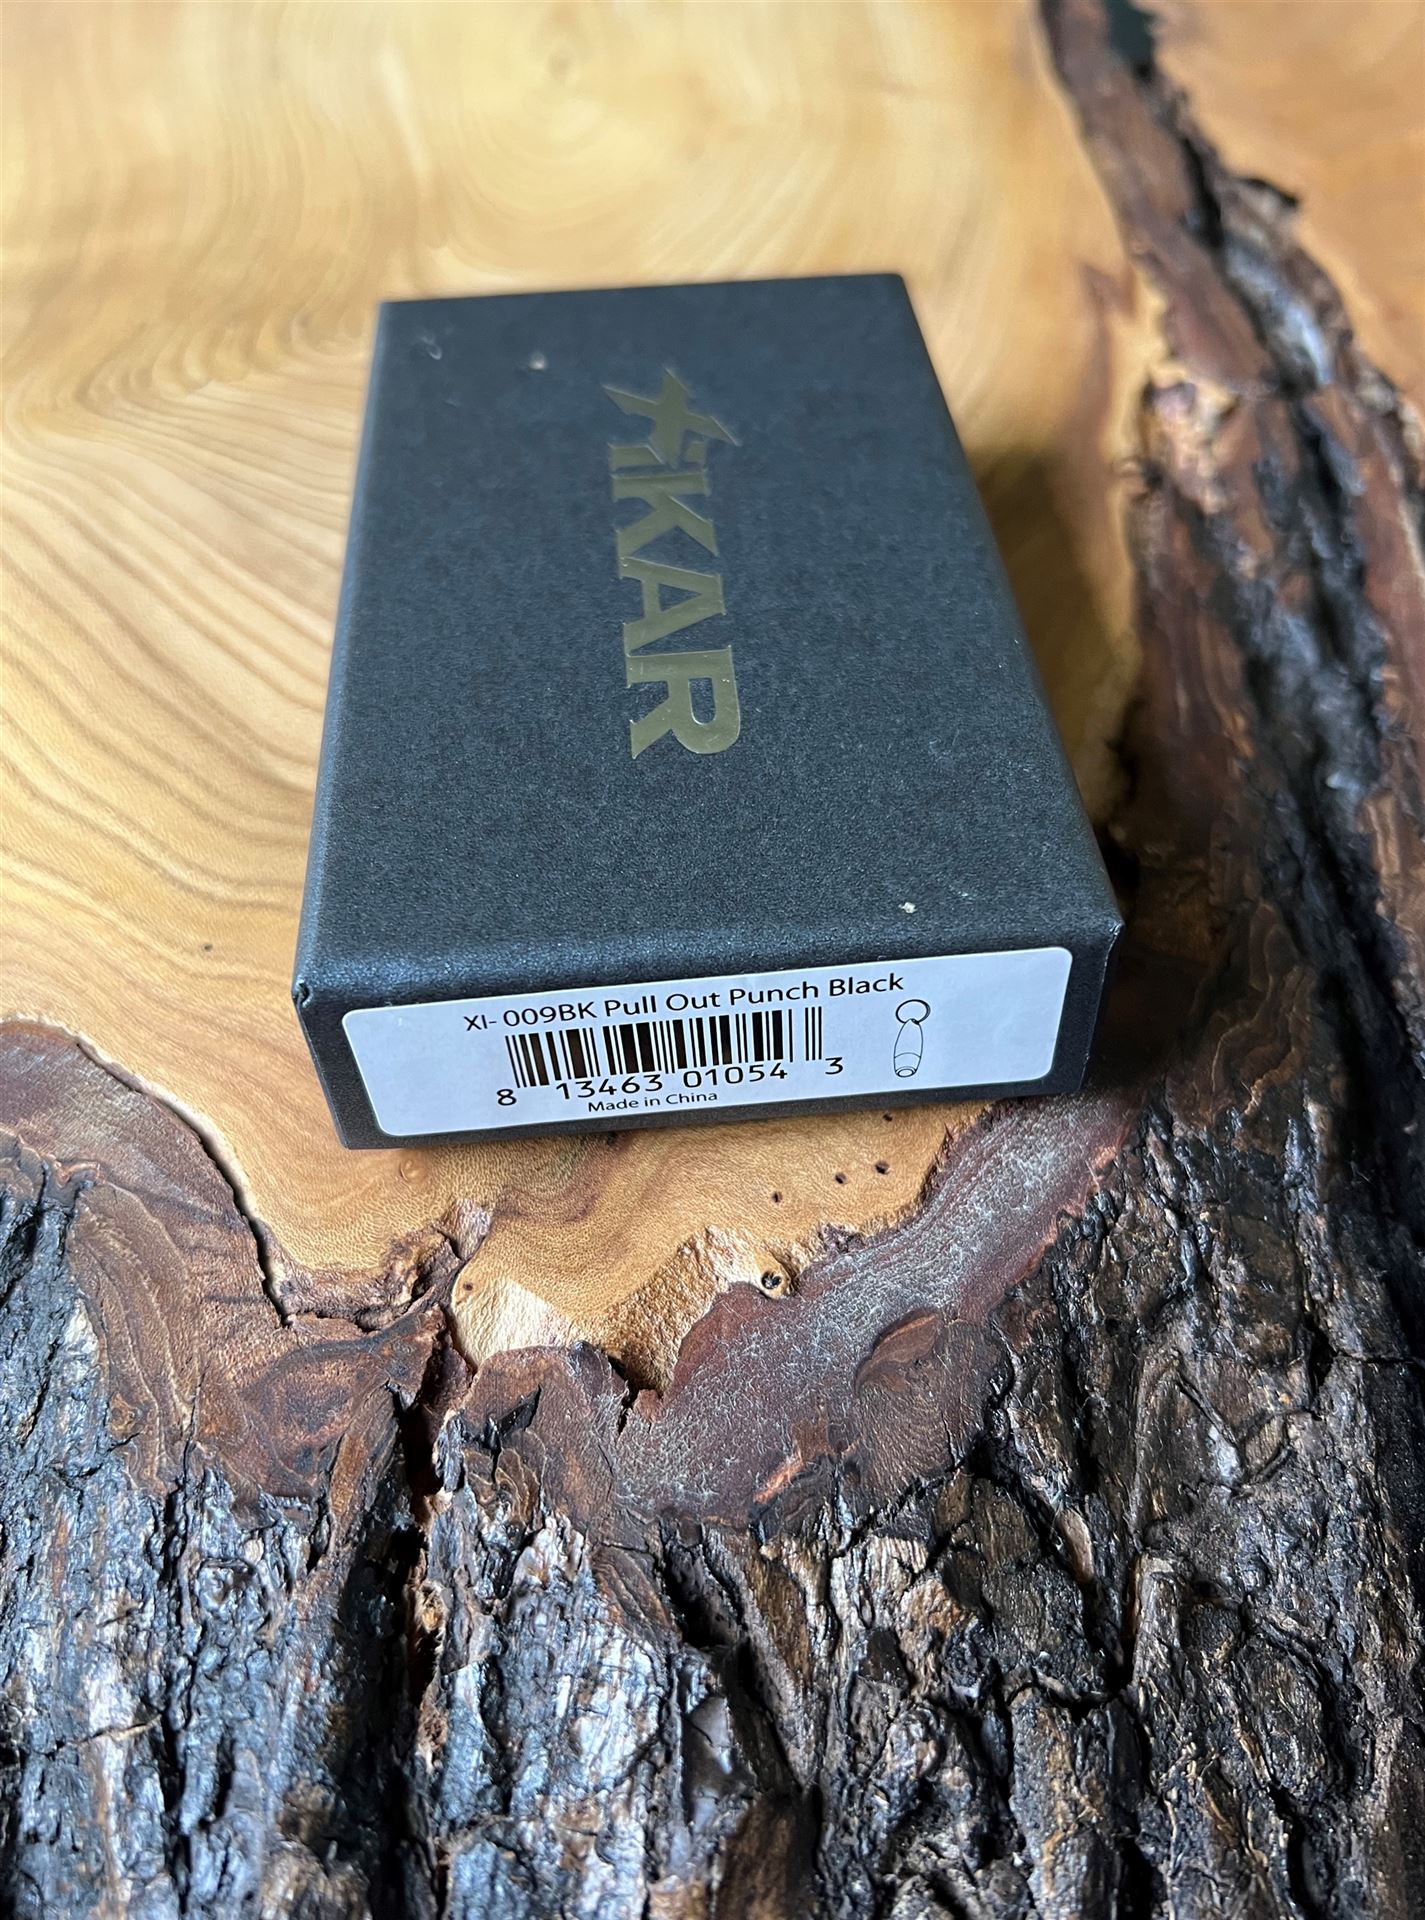 XIKAR
XI- 009BK Pull Out Punch Black
8 13463 01054 3
Made in China